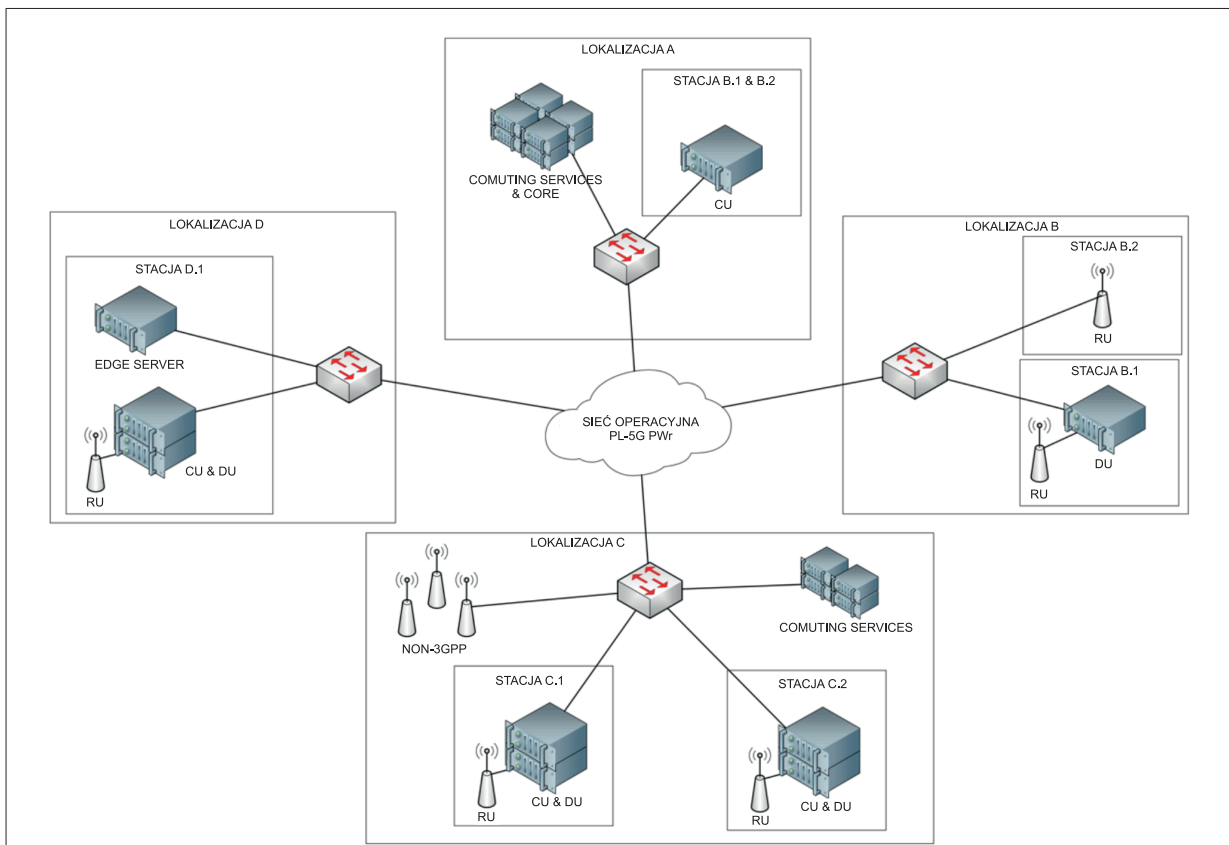 LOKALIZACJA A
STACJA B.1 & B.2
COMUTING SERVICES
& CORE
CU
LOKALIZACJA D
STACJA D.1
EDGE SERVER
CU & DU
RU
LOKALIZACJA B
STACJA B.2
RU
STACJA B.1
DU
RU
SIEĆ OPERACYJNA
PL-5G PWr
LOKALIZACJA C
NON-3GPP
COMUTING SERVICES
STACJA C.1
CU & DU
RU
STACJA C.2
CU & DU
RU